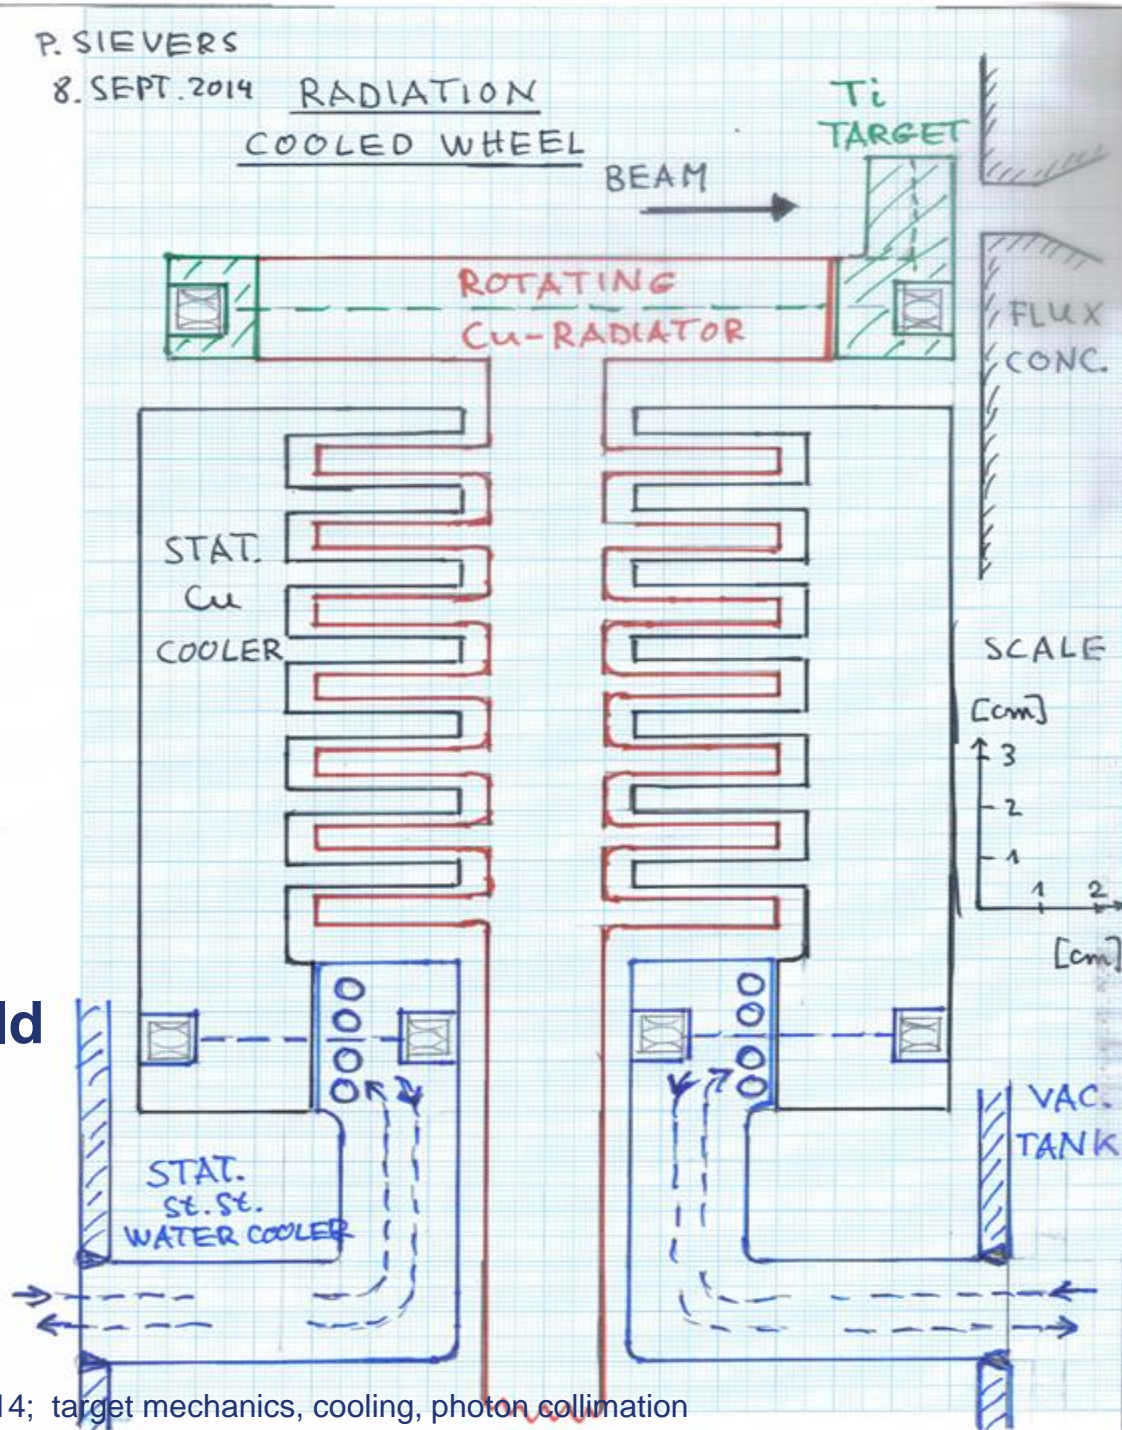 P. SIEVERS
8. SEPT. 2014
RADIATION
COOLED WHEEL
BEAM
Ti
TARGET
ROTATING
Cu-RADIATOR
FLUX
CONC.
STAT.
Cu
COOLER
SCALE
[cm]
3
2
1
1 2
[cm]
ld
VAC.
TANK
STAT.
St. St.
WATER COOLER
14; target mechanics, cooling, photon collimation